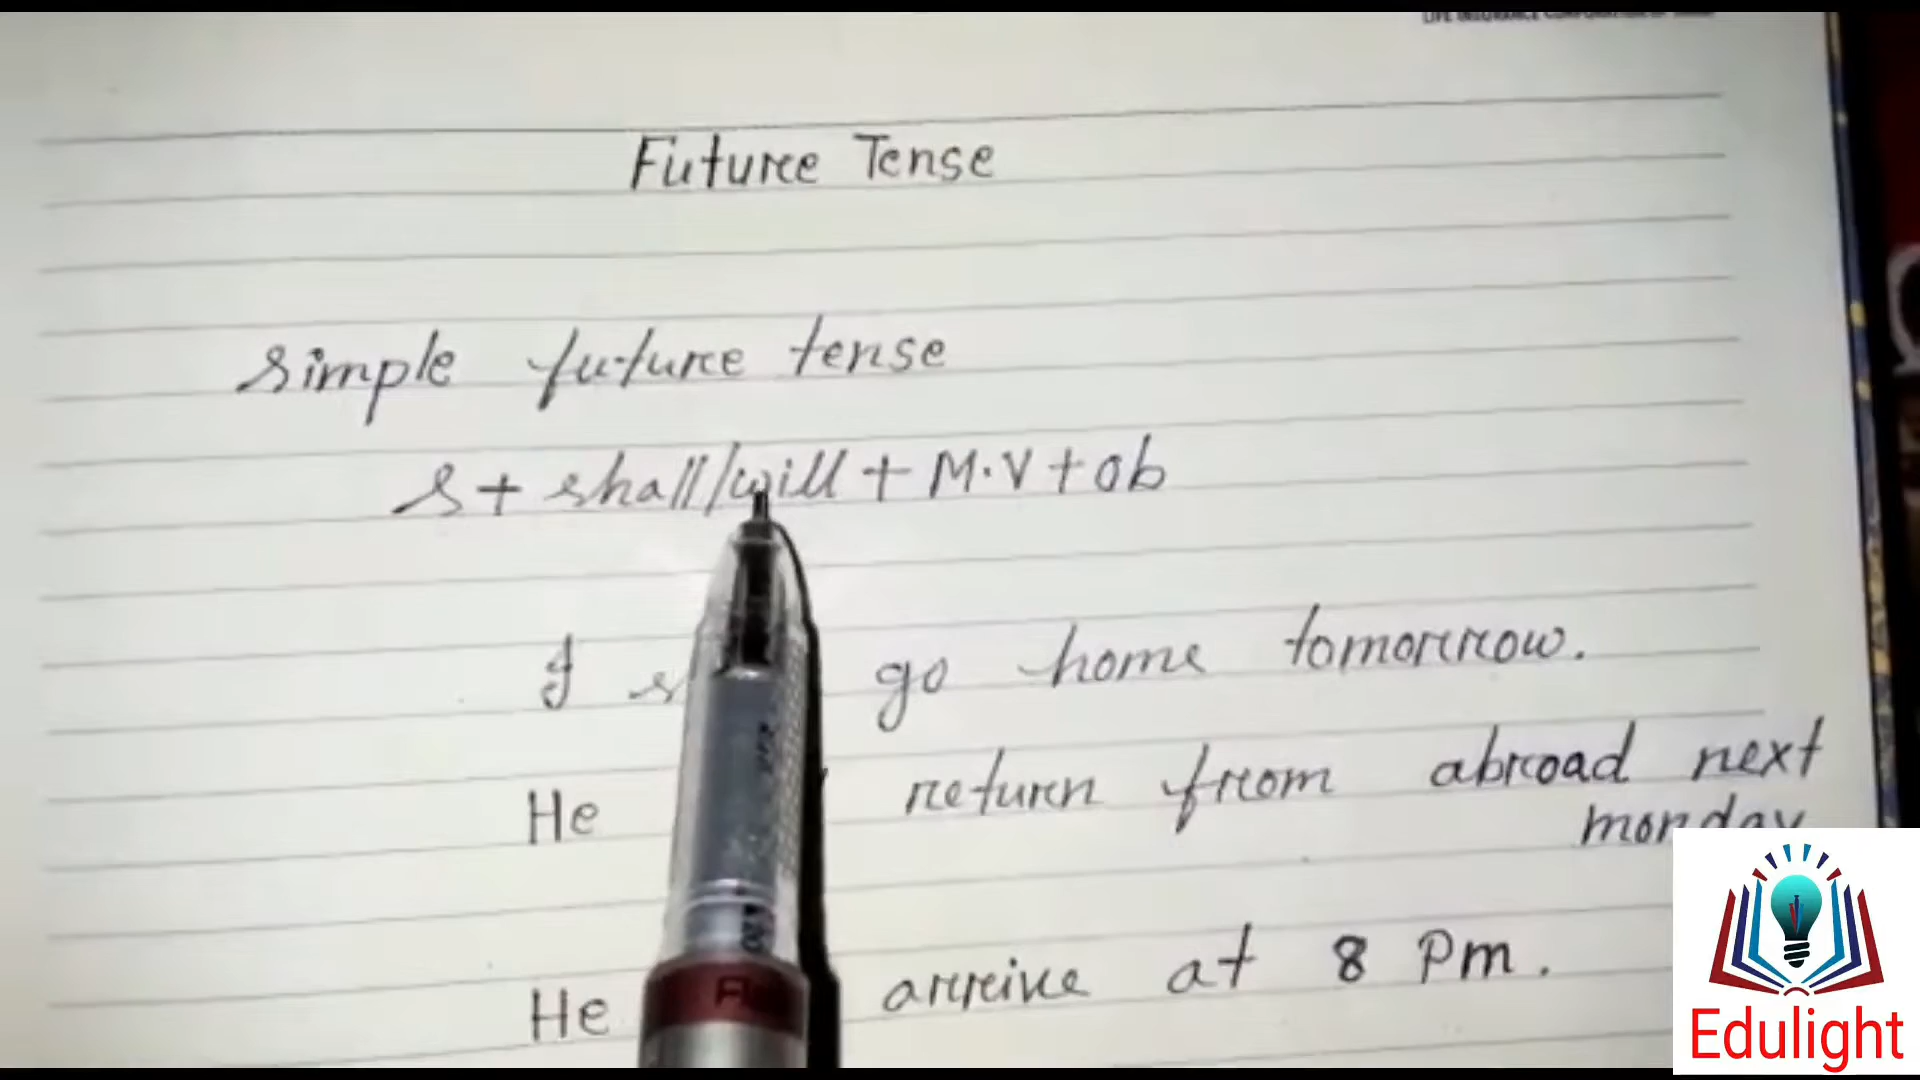 Future Tense
Simple future tense
S + shall/will + M.V + ob
I go home tomorrow.
He return from abroad next
monday
He arrive at 8 Pm.
Edulight